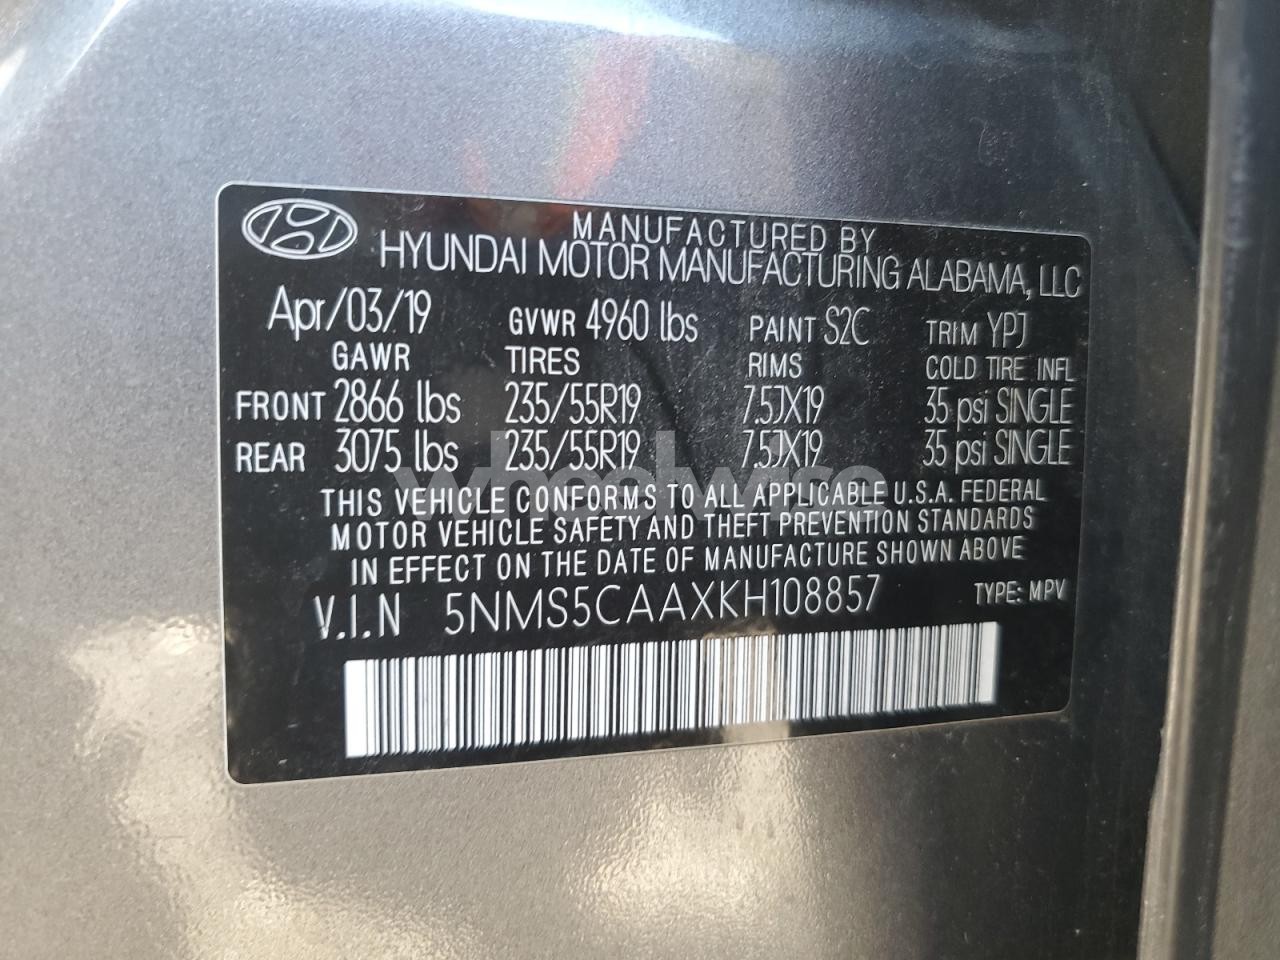 MANUFACTURED BY
HYUNDAI MOTOR MANUFACTURING ALABAMA, LLC
Apr/03/19 GVWR 4960 lbs PAINT S2C TRIM YPJ
GAWR TIRES RIMS COLD TIRE INFL
FRONT 2866 lbs 235/55R19 7.5JX19 35 psi SINGLE
REAR 3075 lbs 235/55R19 7.5JX19 35 psi SINGLE
wheelwise
THIS VEHICLE CONFORMS TO ALL APPLICABLE U.S.A. FEDERAL
MOTOR VEHICLE SAFETY AND THEFT PREVENTION STANDARDS
IN EFFECT ON THE DATE OF MANUFACTURE SHOWN ABOVE
V.I.N 5NMS5CAAXKH108857 TYPE: MPV